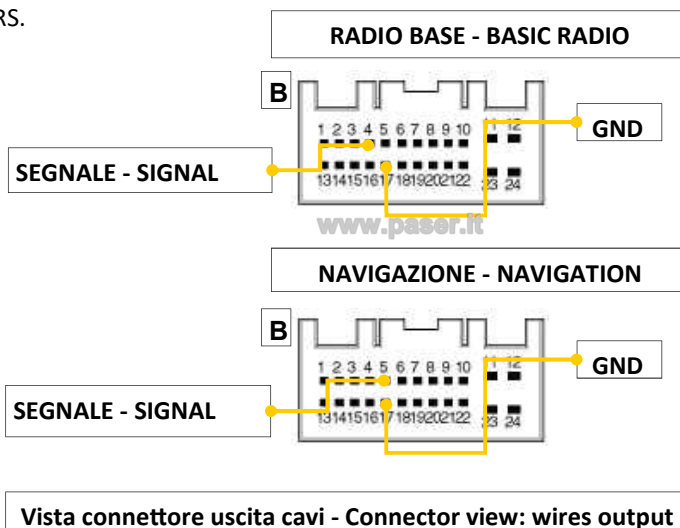 RS.
RADIO BASE - BASIC RADIO
B
1 2 3 4 5 6 7 8 9 10 11 12
GND
SEGNALE - SIGNAL
13 14 15 16 17 18 19 20 21 22 23 24
www.paser.it
NAVIGAZIONE - NAVIGATION
B
1 2 3 4 5 6 7 8 9 10 11 12
GND
SEGNALE - SIGNAL
13 14 15 16 17 18 19 20 21 22 23 24
Vista connettore uscita cavi - Connector view: wires output